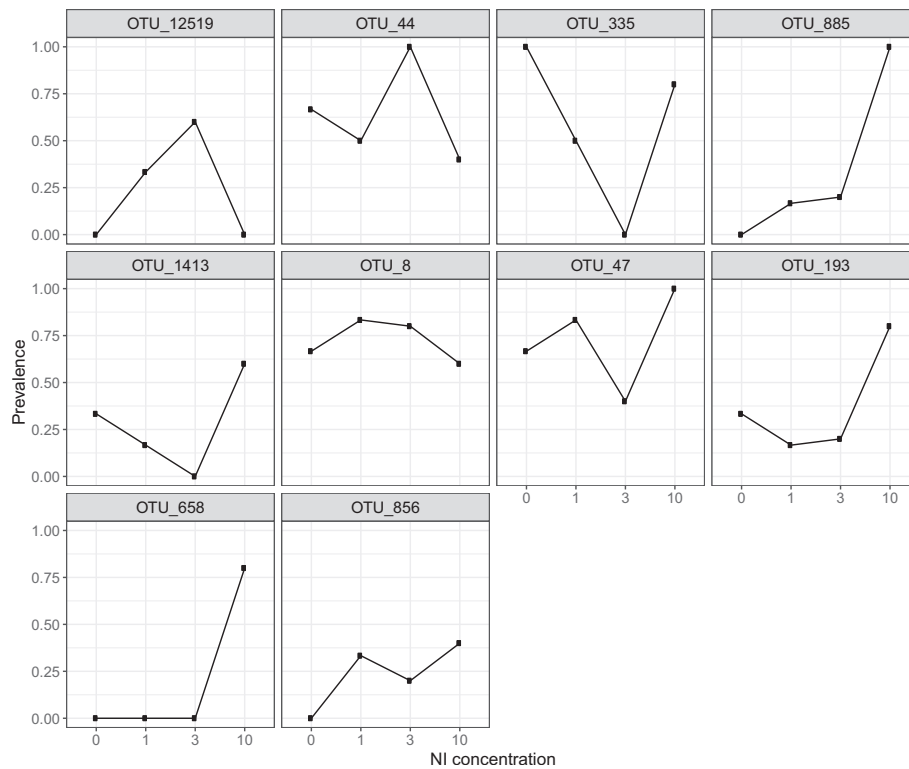 OTU_12519 OTU_44 OTU_335 OTU_885
1.00
0.75
0.50
0.25
0.00
OTU_1413 OTU_8 OTU_47 OTU_193
1.00
0.75
0.50
0.25
0.00
Prevalence
0 1 3 10 0 1 3 10
OTU_658 OTU_856
1.00
0.75
0.50
0.25
0.00
0 1 3 10 0 1 3 10
NI concentration